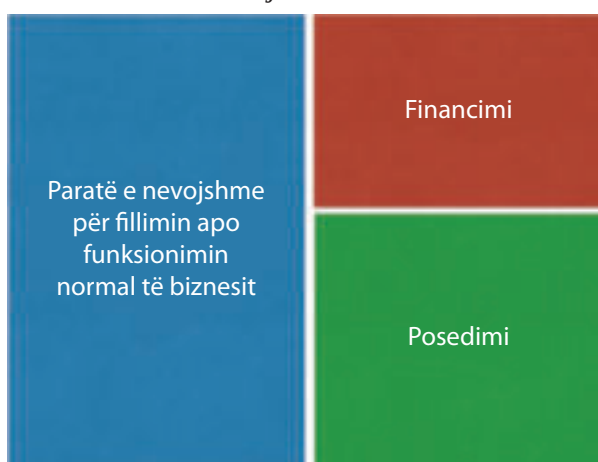 Paratë e nevojshme
për fillimin apo
funksionimin
normal të biznesit
Financimi
Posedimi